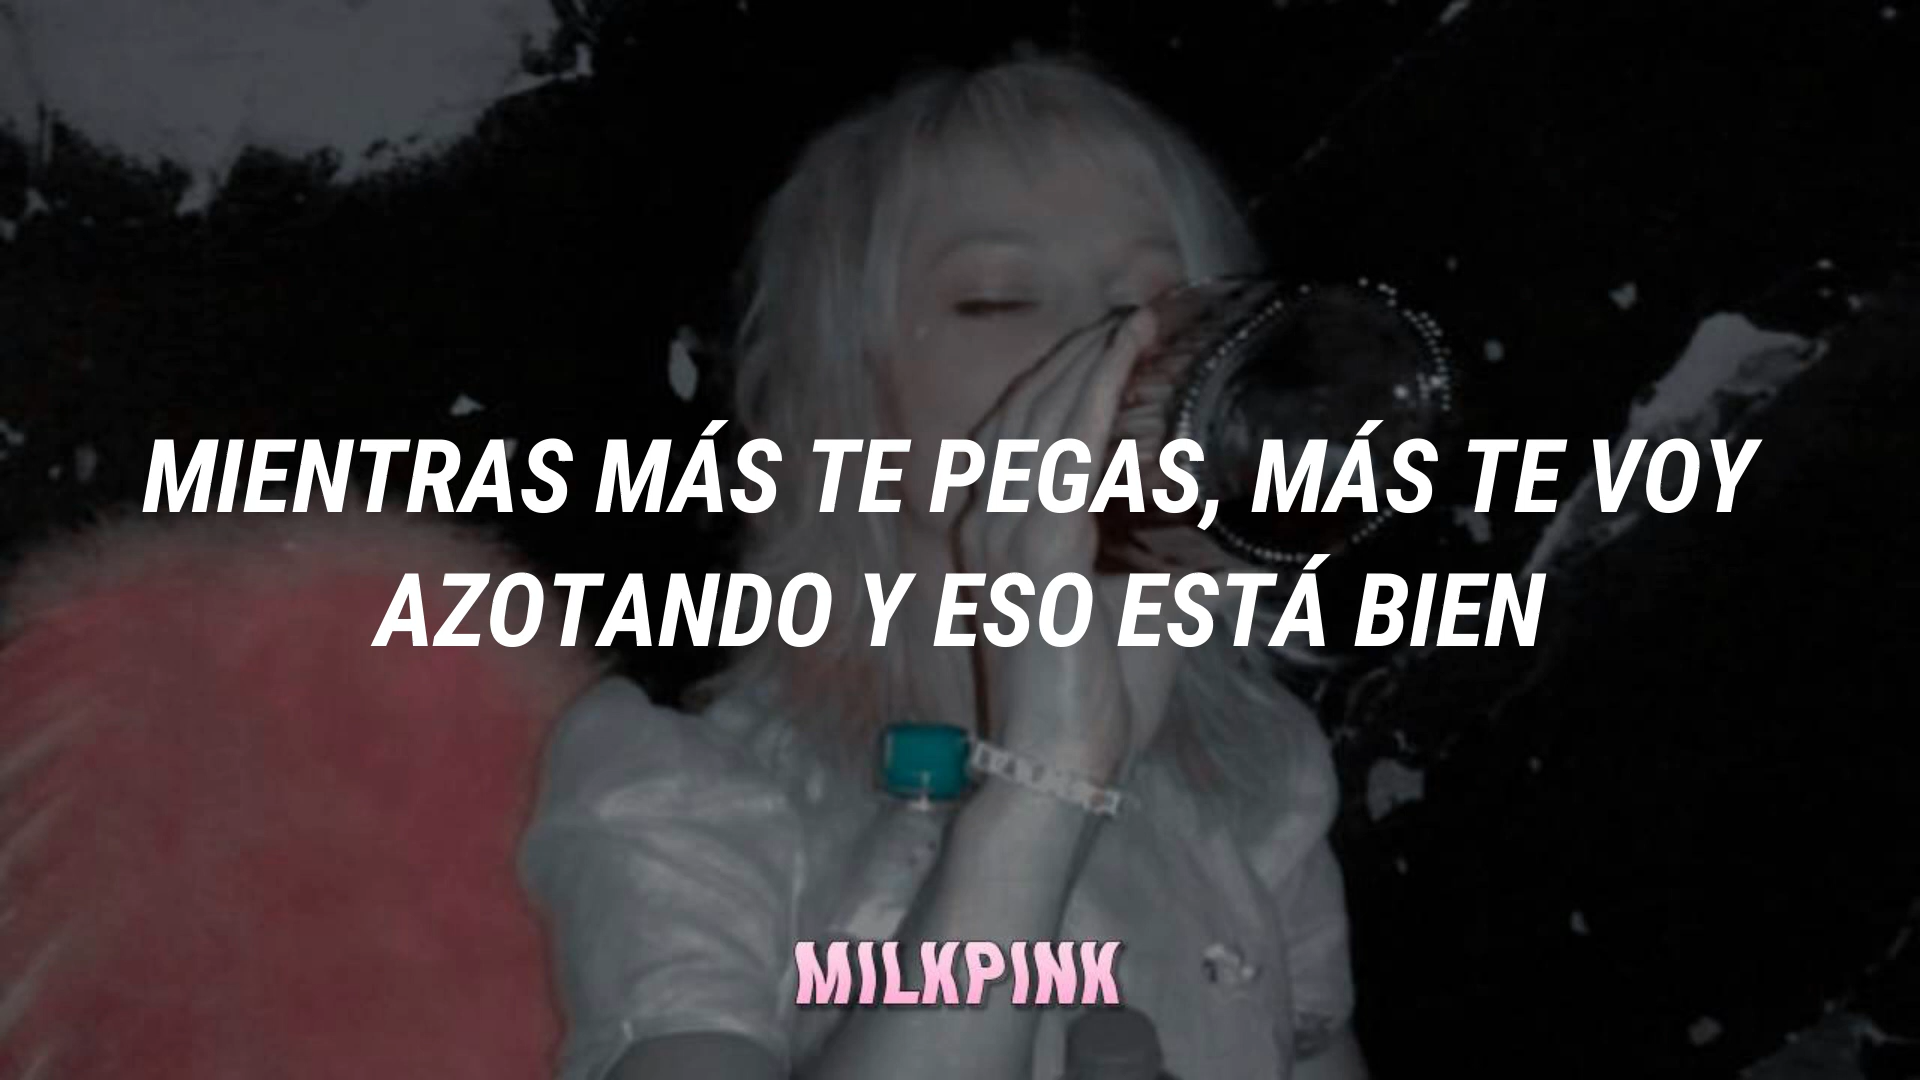 MIENTRAS MÁS TE PEGAS, MÁS TE VOY
AZOTANDO Y ESO ESTÁ BIEN
MILKPINK